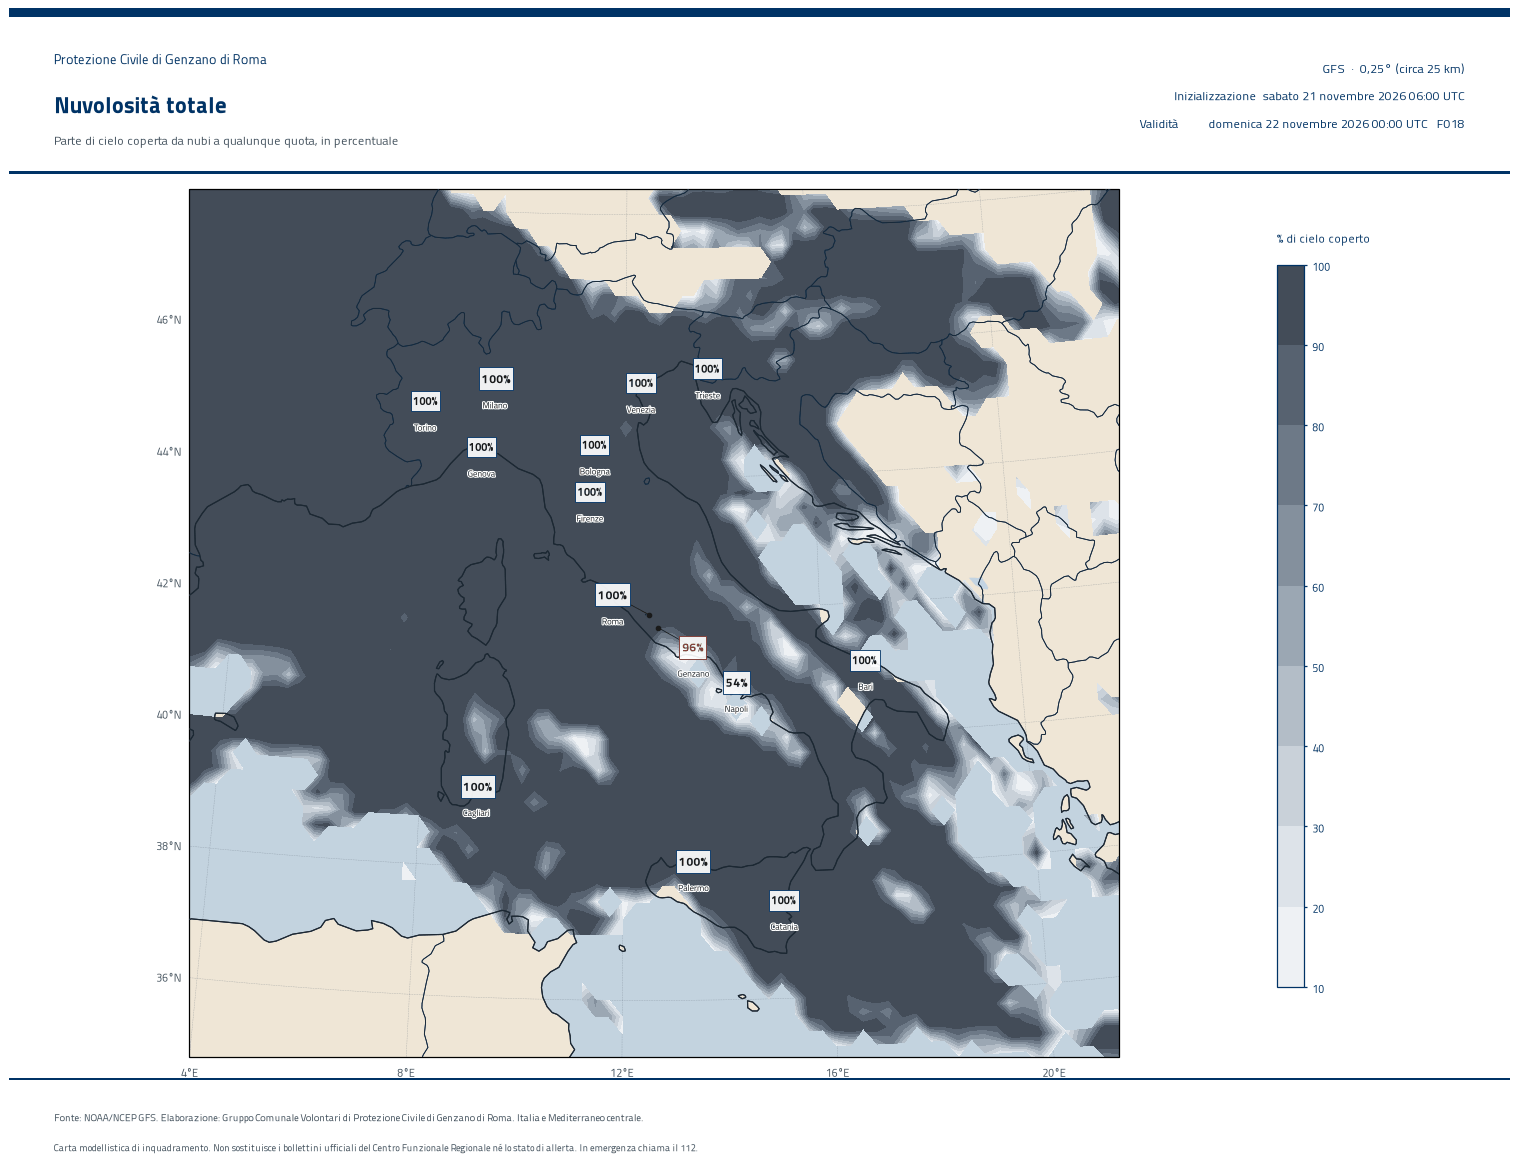 Protezione Civile di Genzano di Roma
Nuvolosità totale
Parte di cielo coperta da nubi a qualunque quota, in percentuale
GFS · 0,25° (circa 25 km)
Inizializzazione sabato 21 novembre 2026 06:00 UTC
Validità domenica 22 novembre 2026 00:00 UTC F018
% di cielo coperto
100
90
80
70
60
50
40
30
20
10
46°N
44°N
42°N
40°N
38°N
36°N
4°E
8°E
12°E
16°E
20°E
100%
Trieste
100%
Milano
100%
Venezia
100%
Torino
100%
Genova
100%
Bologna
100%
Firenze
100%
Roma
96%
Genzano
54%
Napoli
100%
Bari
100%
Cagliari
100%
Palermo
100%
Catania
Fonte: NOAA/NCEP GFS. Elaborazione: Gruppo Comunale Volontari di Protezione Civile di Genzano di Roma. Italia e Mediterraneo centrale.
Carta modellistica di inquadramento. Non sostituisce i bollettini ufficiali del Centro Funzionale Regionale né lo stato di allerta. In emergenza chiama il 112.